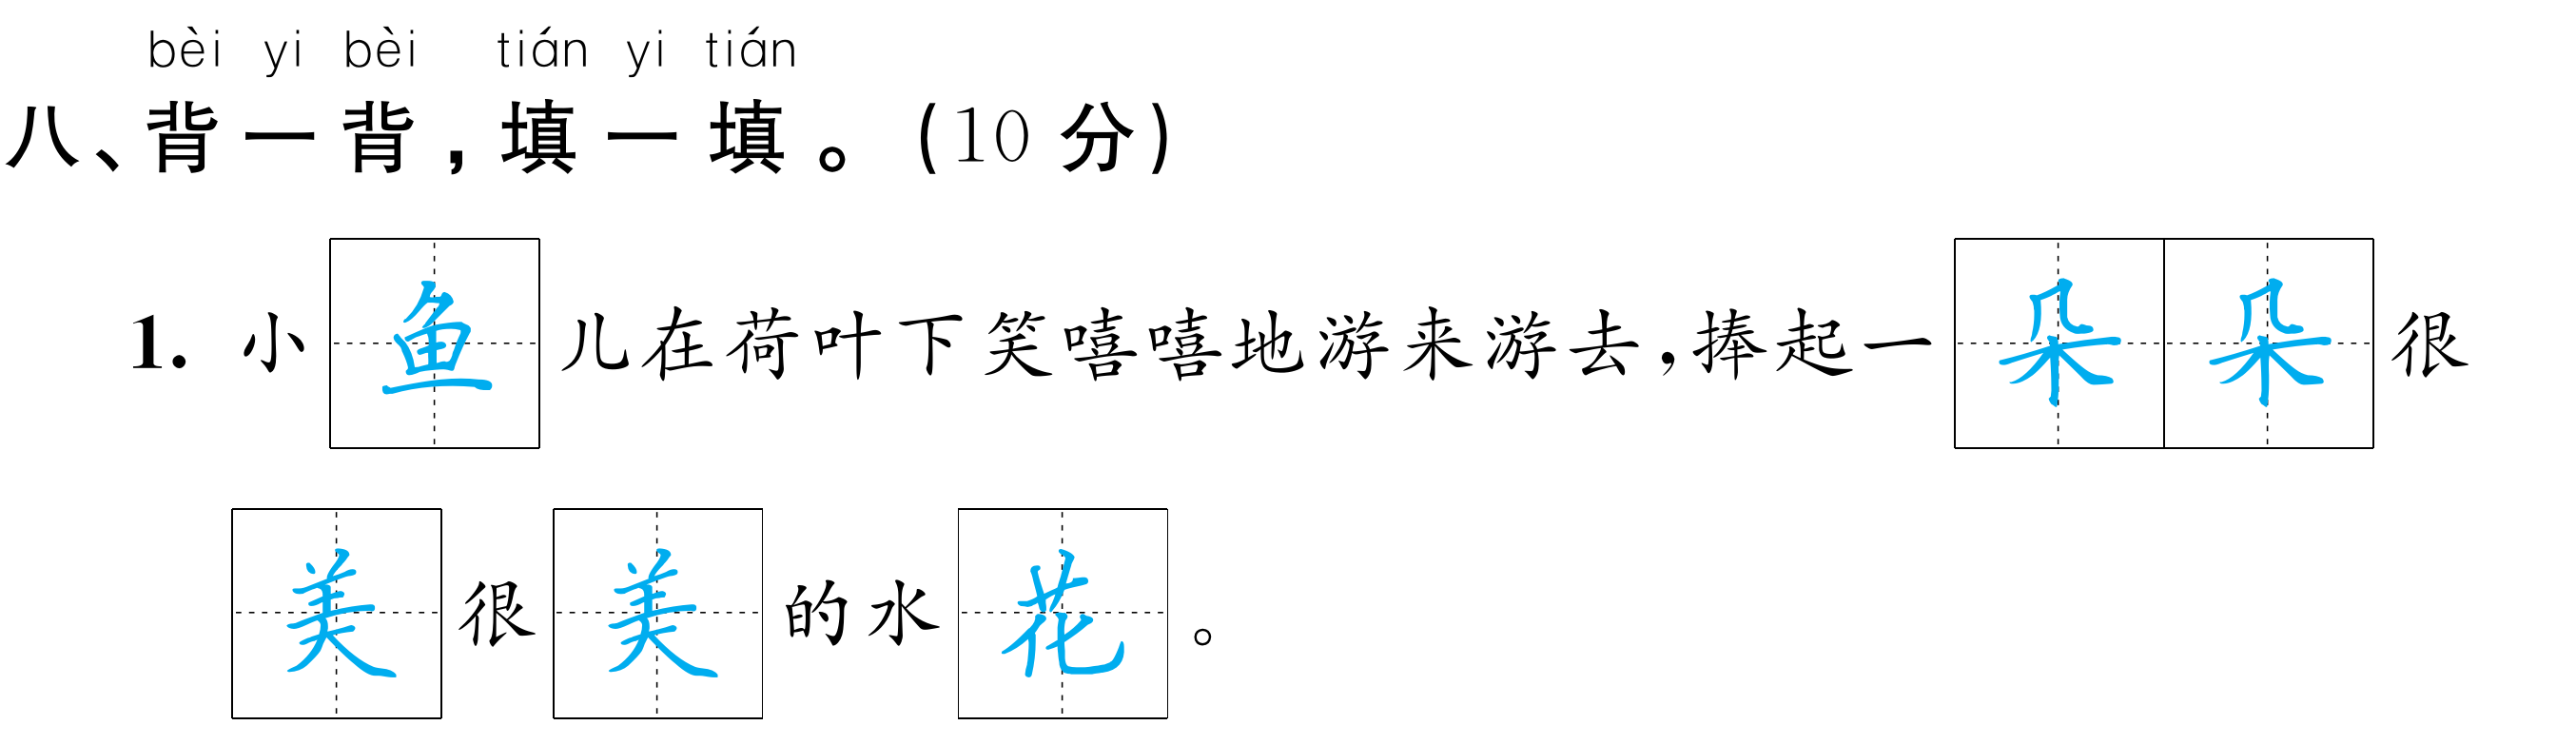 bèi yi bèi tián yi tián
八、背一背，填一填。(10 分)
1. 小鱼儿在荷叶下笑嘻嘻地游来游去，捧起一朵朵很
美很美的水花。